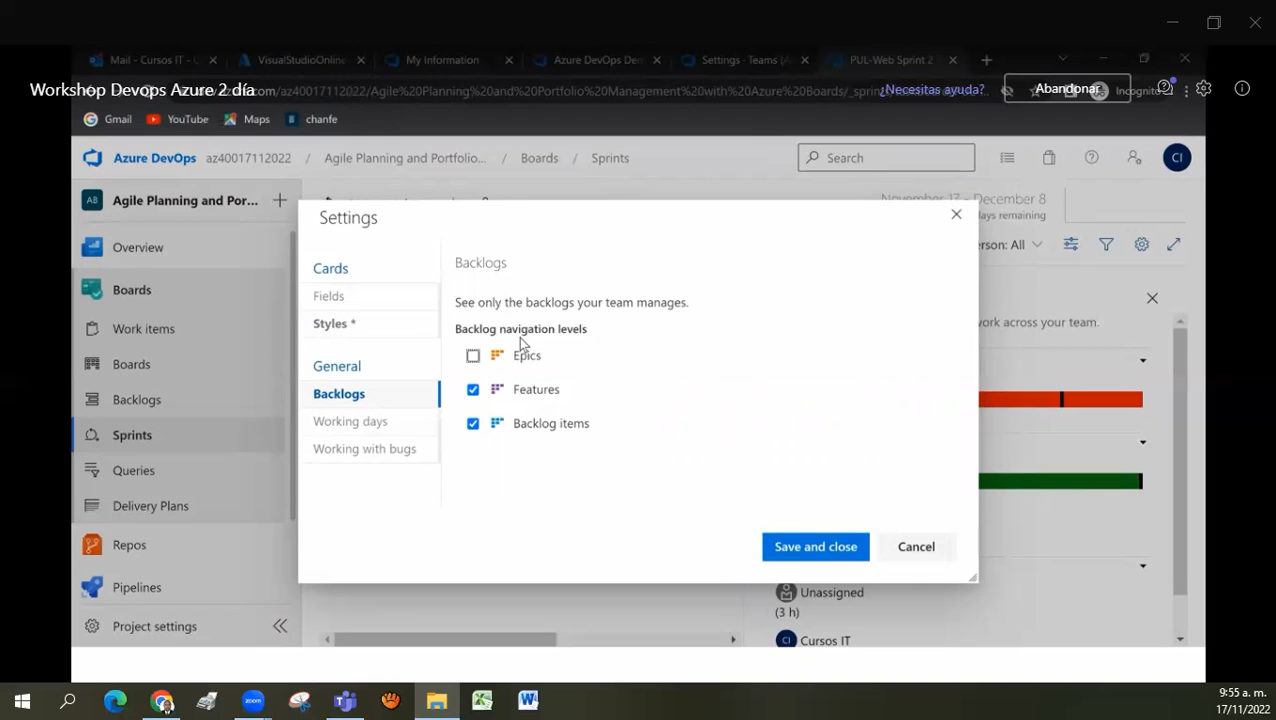 Mail - Cursos IT -
VisualStudioOnline
My Information
Azure DevOps Dem
Settings · Teams (A
PUL-Web Sprint 2
Workshop Devops Azure 2 día
.com/az40017112022/Agile%20Planning%20and%20Portfolio%20Management%20with%20Azure%20Boards/_sprin
¿Necesitas ayuda?
Abandonar
Incognito
Gmail
YouTube
Maps
chanfe
Azure DevOps
az40017112022 / Agile Planning and Portfolio... / Boards / Sprints
Search
CI
AB
Agile Planning and Por...
November 17 - December 8
days remaining
Overview
Boards
Work items
Boards
Backlogs
Sprints
Queries
Delivery Plans
Repos
Pipelines
Project settings
erson: All
Settings
Cards
Fields
Styles *
General
Backlogs
Working days
Working with bugs
Backlogs
See only the backlogs your team manages.
Backlog navigation levels
Epics
Features
Backlog items
Save and close
Cancel
ork across your team.
Unassigned
(3 h)
CI
Cursos IT
zoom
9:55 a. m.
17/11/2022